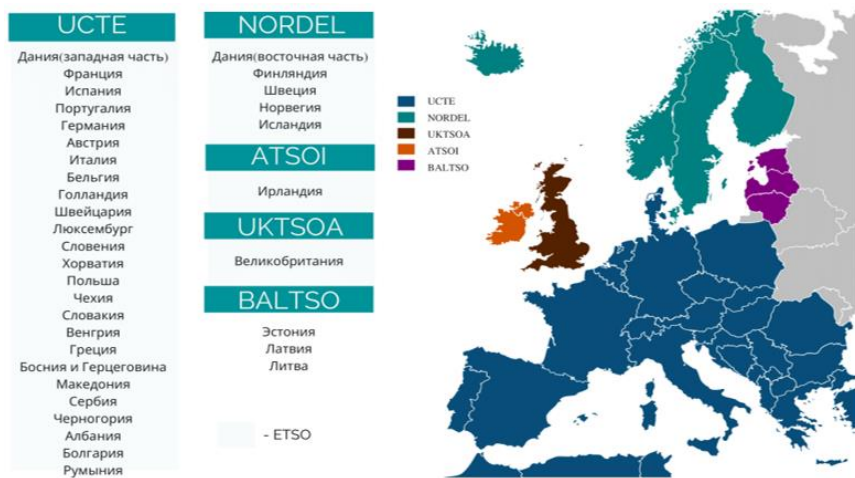 UCTE
Дания(западная часть)
Франция
Испания
Португалия
Германия
Австрия
Италия
Бельгия
Голландия
Швейцария
Люксембург
Словения
Хорватия
Польша
Чехия
Словакия
Венгрия
Греция
Босния и Герцеговина
Македония
Сербия
Черногория
Албания
Болгария
Румыния
NORDEL
Дания(восточная часть)
Финляндия
Швеция
Норвегия
Исландия
ATSOI
Ирландия
UKTSOA
Великобритания
BALTSO
Эстония
Латвия
Литва
- ETSO
UCTE
NORDEL
UKTSOA
ATSOI
BALTSO